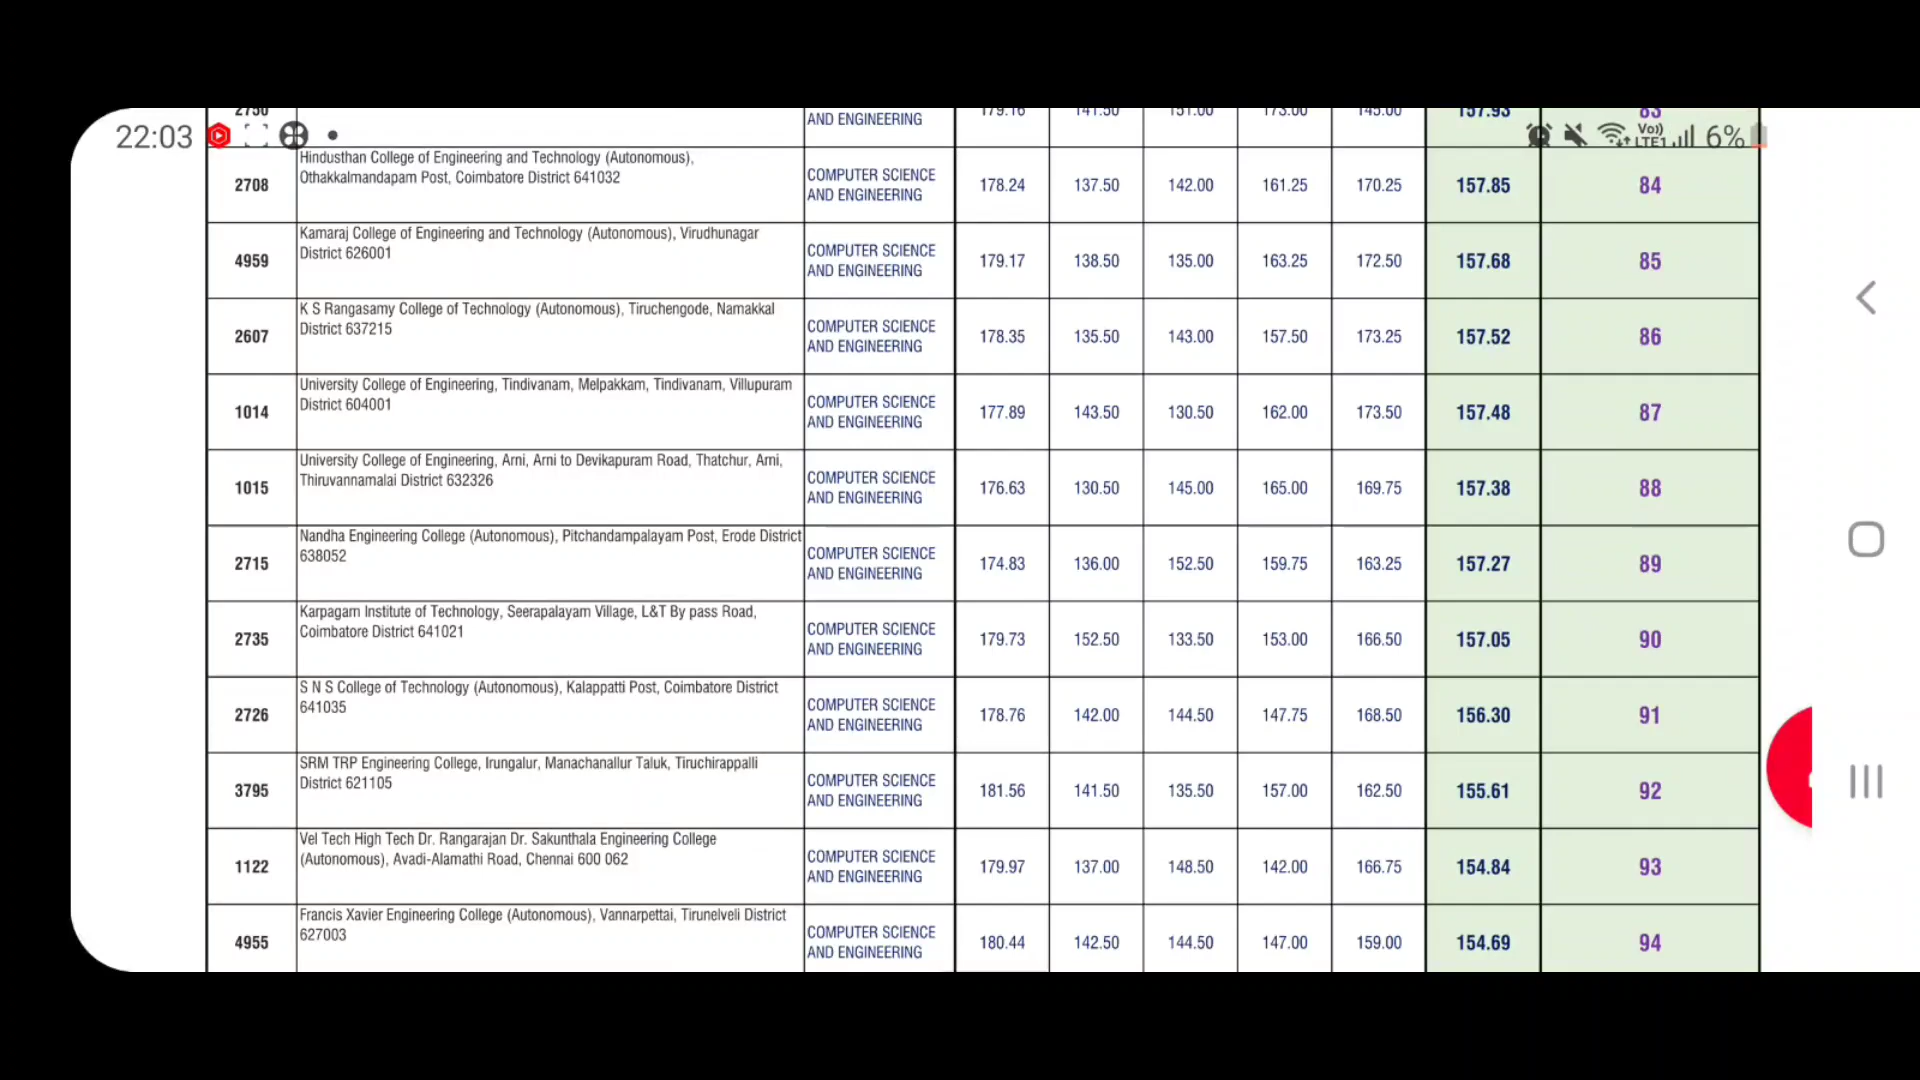 2750 AND ENGINEERING 179.16 141.50 151.00 173.00 145.00 157.93 83
22:03 Vo)) LTE1 6%
Hindusthan College of Engineering and Technology (Autonomous),
Othakkalmandapam Post, Coimbatore District 641032
2708 COMPUTER SCIENCE AND ENGINEERING 178.24 137.50 142.00 161.25 170.25 157.85 84
Kamaraj College of Engineering and Technology (Autonomous), Virudhunagar
District 626001
4959 COMPUTER SCIENCE AND ENGINEERING 179.17 138.50 135.00 163.25 172.50 157.68 85
K S Rangasamy College of Technology (Autonomous), Tiruchengode, Namakkal
District 637215
2607 COMPUTER SCIENCE AND ENGINEERING 178.35 135.50 143.00 157.50 173.25 157.52 86
University College of Engineering, Tindivanam, Melpakkam, Tindivanam, Villupuram
District 604001
1014 COMPUTER SCIENCE AND ENGINEERING 177.89 143.50 130.50 162.00 173.50 157.48 87
University College of Engineering, Arni, Arni to Devikapuram Road, Thatchur, Arni,
Thiruvannamalai District 632326
1015 COMPUTER SCIENCE AND ENGINEERING 176.63 130.50 145.00 165.00 169.75 157.38 88
Nandha Engineering College (Autonomous), Pitchandampalayam Post, Erode District
638052
2715 COMPUTER SCIENCE AND ENGINEERING 174.83 136.00 152.50 159.75 163.25 157.27 89
Karpagam Institute of Technology, Seerapalayam Village, L&T By pass Road,
Coimbatore District 641021
2735 COMPUTER SCIENCE AND ENGINEERING 179.73 152.50 133.50 153.00 166.50 157.05 90
S N S College of Technology (Autonomous), Kalappatti Post, Coimbatore District
641035
2726 COMPUTER SCIENCE AND ENGINEERING 178.76 142.00 144.50 147.75 168.50 156.30 91
SRM TRP Engineering College, Irungalur, Manachanallur Taluk, Tiruchirappalli
District 621105
3795 COMPUTER SCIENCE AND ENGINEERING 181.56 141.50 135.50 157.00 162.50 155.61 92
Vel Tech High Tech Dr. Rangarajan Dr. Sakunthala Engineering College
(Autonomous), Avadi-Alamathi Road, Chennai 600 062
1122 COMPUTER SCIENCE AND ENGINEERING 179.97 137.00 148.50 142.00 166.75 154.84 93
Francis Xavier Engineering College (Autonomous), Vannarpettai, Tirunelveli District
627003
4955 COMPUTER SCIENCE AND ENGINEERING 180.44 142.50 144.50 147.00 159.00 154.69 94